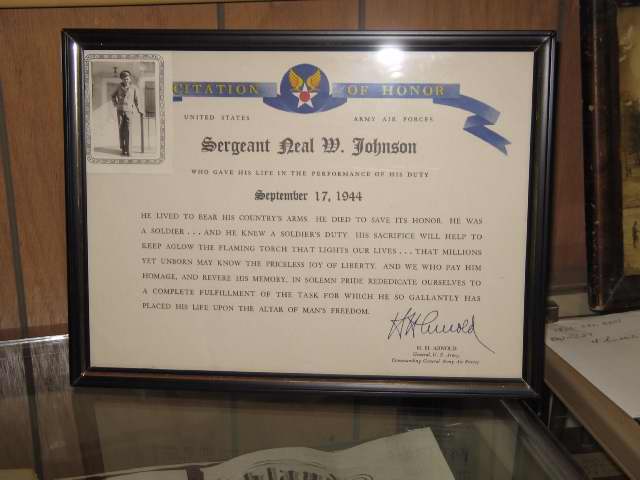 CITATION OF HONOR
UNITED STATES ARMY AIR FORCES
Sergeant Neal W. Johnson
WHO GAVE HIS LIFE IN THE PERFORMANCE OF HIS DUTY
September 17, 1944
HE LIVED TO BEAR HIS COUNTRY'S ARMS. HE DIED TO SAVE ITS HONOR. HE WAS
A SOLDIER . . . AND HE KNEW A SOLDIER'S DUTY. HIS SACRIFICE WILL HELP TO
KEEP AGLOW THE FLAMING TORCH THAT LIGHTS OUR LIVES . . . THAT MILLIONS
YET UNBORN MAY KNOW THE PRICELESS JOY OF LIBERTY. AND WE WHO PAY HIM
HOMAGE, AND REVERE HIS MEMORY, IN SOLEMN PRIDE REDEDICATE OURSELVES TO
A COMPLETE FULFILLMENT OF THE TASK FOR WHICH HE SO GALLANTLY HAS
PLACED HIS LIFE UPON THE ALTAR OF MAN'S FREEDOM.
H H Arnold
H. H. ARNOLD
General, U. S. Army,
Commanding General Army Air Forces